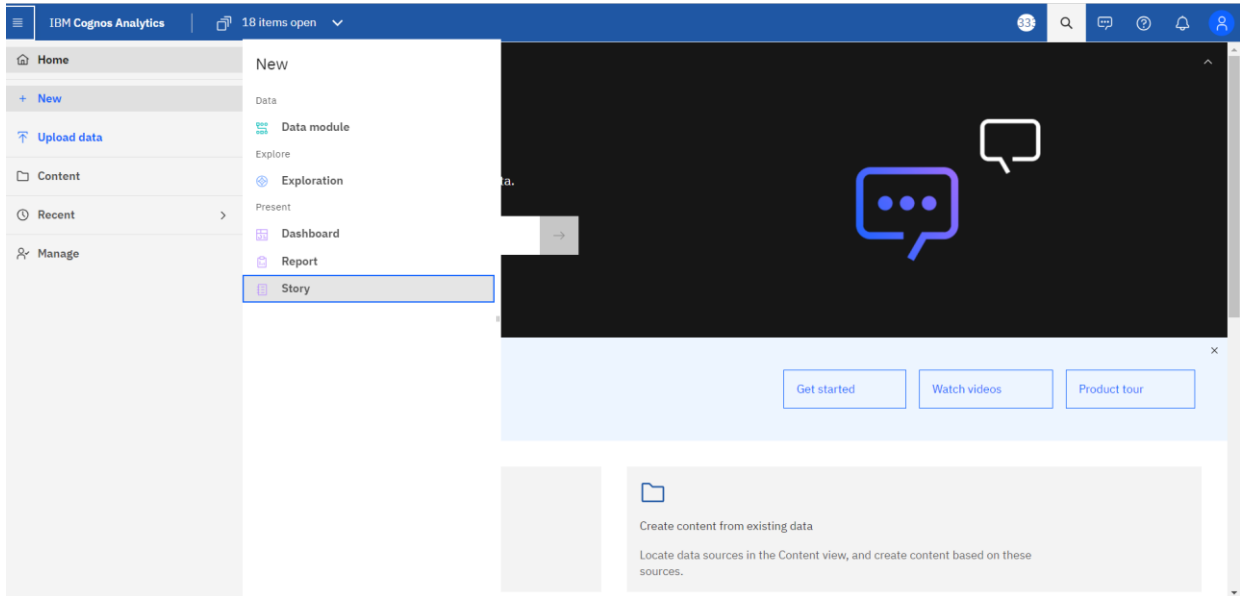 IBM Cognos Analytics
18 items open
333
Home
New
Upload data
Content
Recent
Manage
New
Data
Data module
Explore
Exploration
Present
Dashboard
Report
Story
ta.
Get started
Watch videos
Product tour
Create content from existing data
Locate data sources in the Content view, and create content based on these
sources.